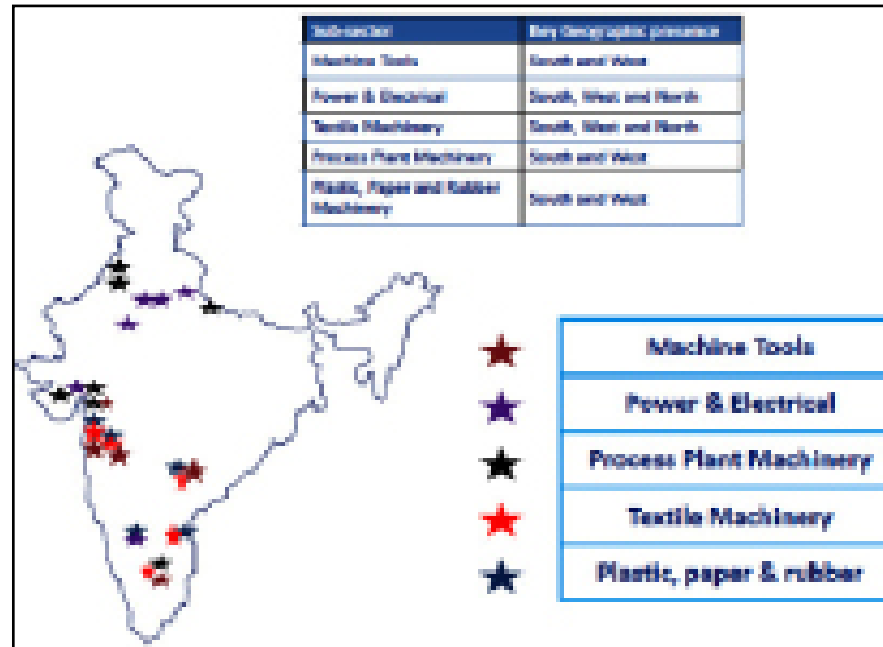 Sub-sector Key Geographic presence
Machine Tools South and West
Power & Electrical South, West and North
Textile Machinery South, West and North
Process Plant Machinery South and West
Plastic, Paper and Rubber
Machinery South and West
Machine Tools
Power & Electrical
Process Plant Machinery
Textile Machinery
Plastic, paper & rubber